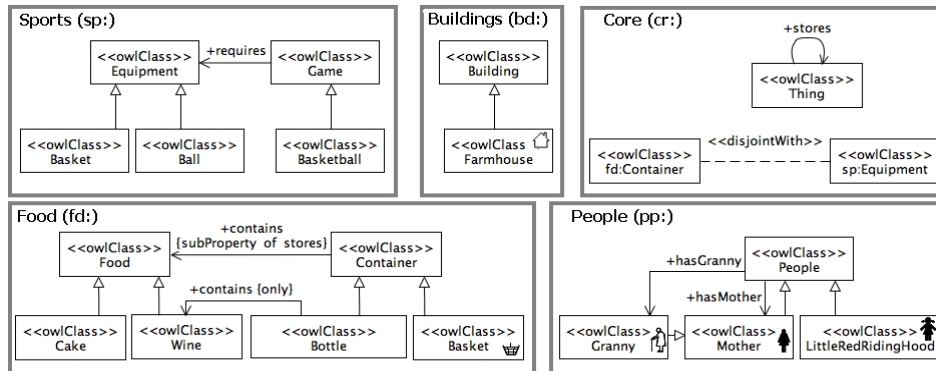 Sports (sp:)
<<owlClass>>
Equipment
+requires
<<owlClass>>
Game
<<owlClass>>
Basket
<<owlClass>>
Ball
<<owlClass>>
Basketball
Buildings (bd:)
<<owlClass>>
Building
<<owlClass
Farmhouse
Core (cr:)
+stores
<<owlClass>>
Thing
<<owlClass>>
fd:Container
<<disjointWith>>
<<owlClass>>
sp:Equipment
Food (fd:)
<<owlClass>>
Food
+contains
{subProperty of stores}
<<owlClass>>
Container
+contains {only}
<<owlClass>>
Cake
<<owlClass>>
Wine
<<owlClass>>
Bottle
<<owlClass>>
Basket
People (pp:)
<<owlClass>>
People
+hasGranny
+hasMother
<<owlClass>>
Granny
<<owlClass>>
Mother
<<owlClass>>
LittleRedRidingHood